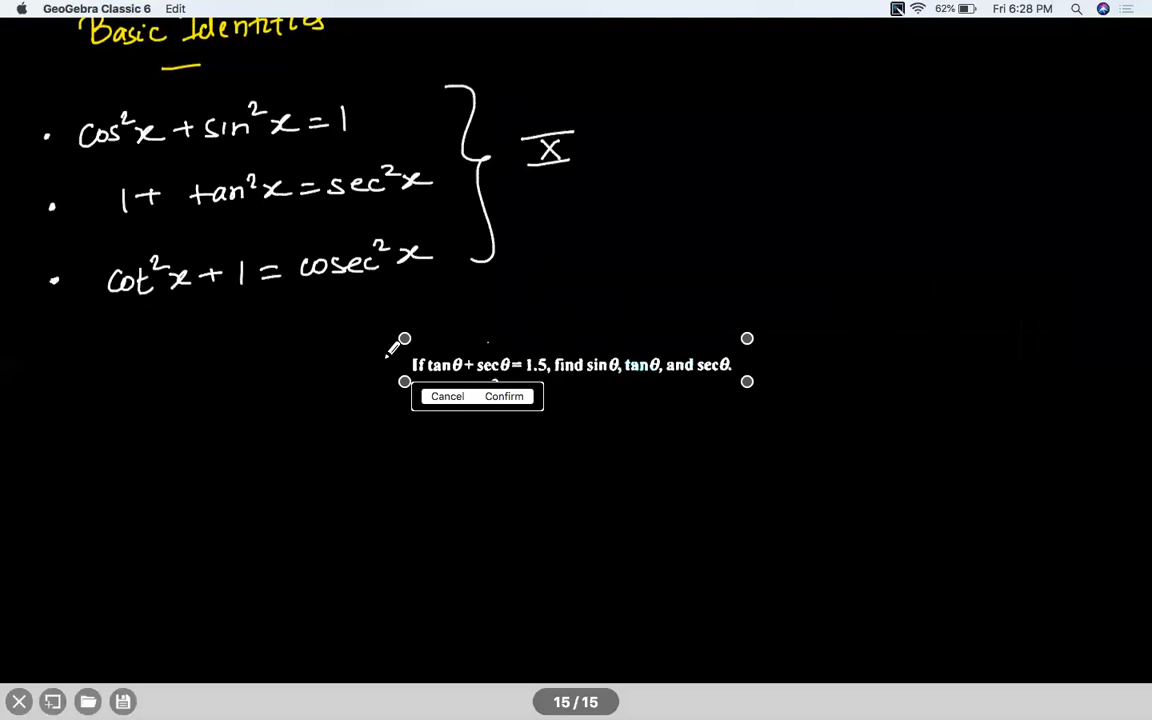 GeoGebra Classic 6 Edit 62% Fri 6:28 PM
Basic Identities
• cos²x + sin²x = 1
X
• 1 + tan²x = sec²x
• cot²x + 1 = cosec²x
If tanθ + secθ = 1.5, find sinθ, tanθ, and secθ.
Cancel Confirm
15 / 15